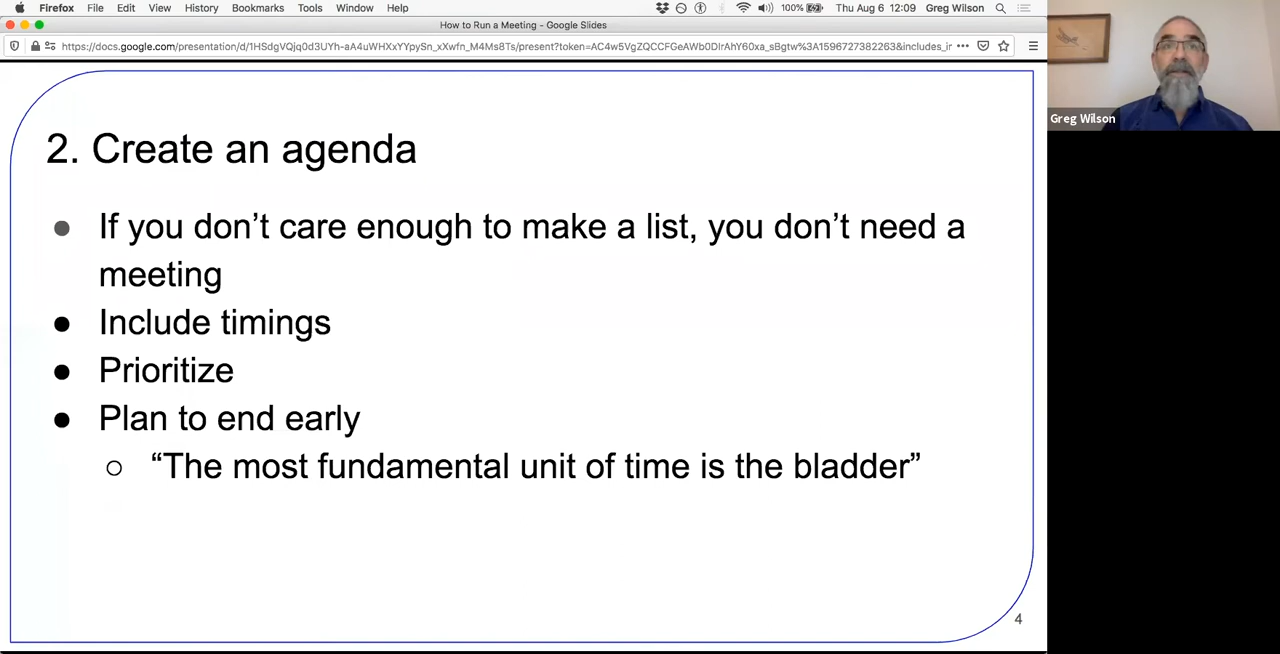 Firefox File Edit View History Bookmarks Tools Window Help 100% Thu Aug 6 12:09 Greg Wilson
How to Run a Meeting - Google Slides
https://docs.google.com/presentation/d/1HSdgVQjq0d3UYh-aA4uWHXxYYpySn_xXwfn_M4Ms8Ts/present?token=AC4w5VgZQCCFGeAWb0DlrAhY60xa_sBgtw%3A1596727382263&includes_ir
Greg Wilson
2. Create an agenda
● If you don’t care enough to make a list, you don’t need a
meeting
● Include timings
● Prioritize
● Plan to end early
○ “The most fundamental unit of time is the bladder”
4